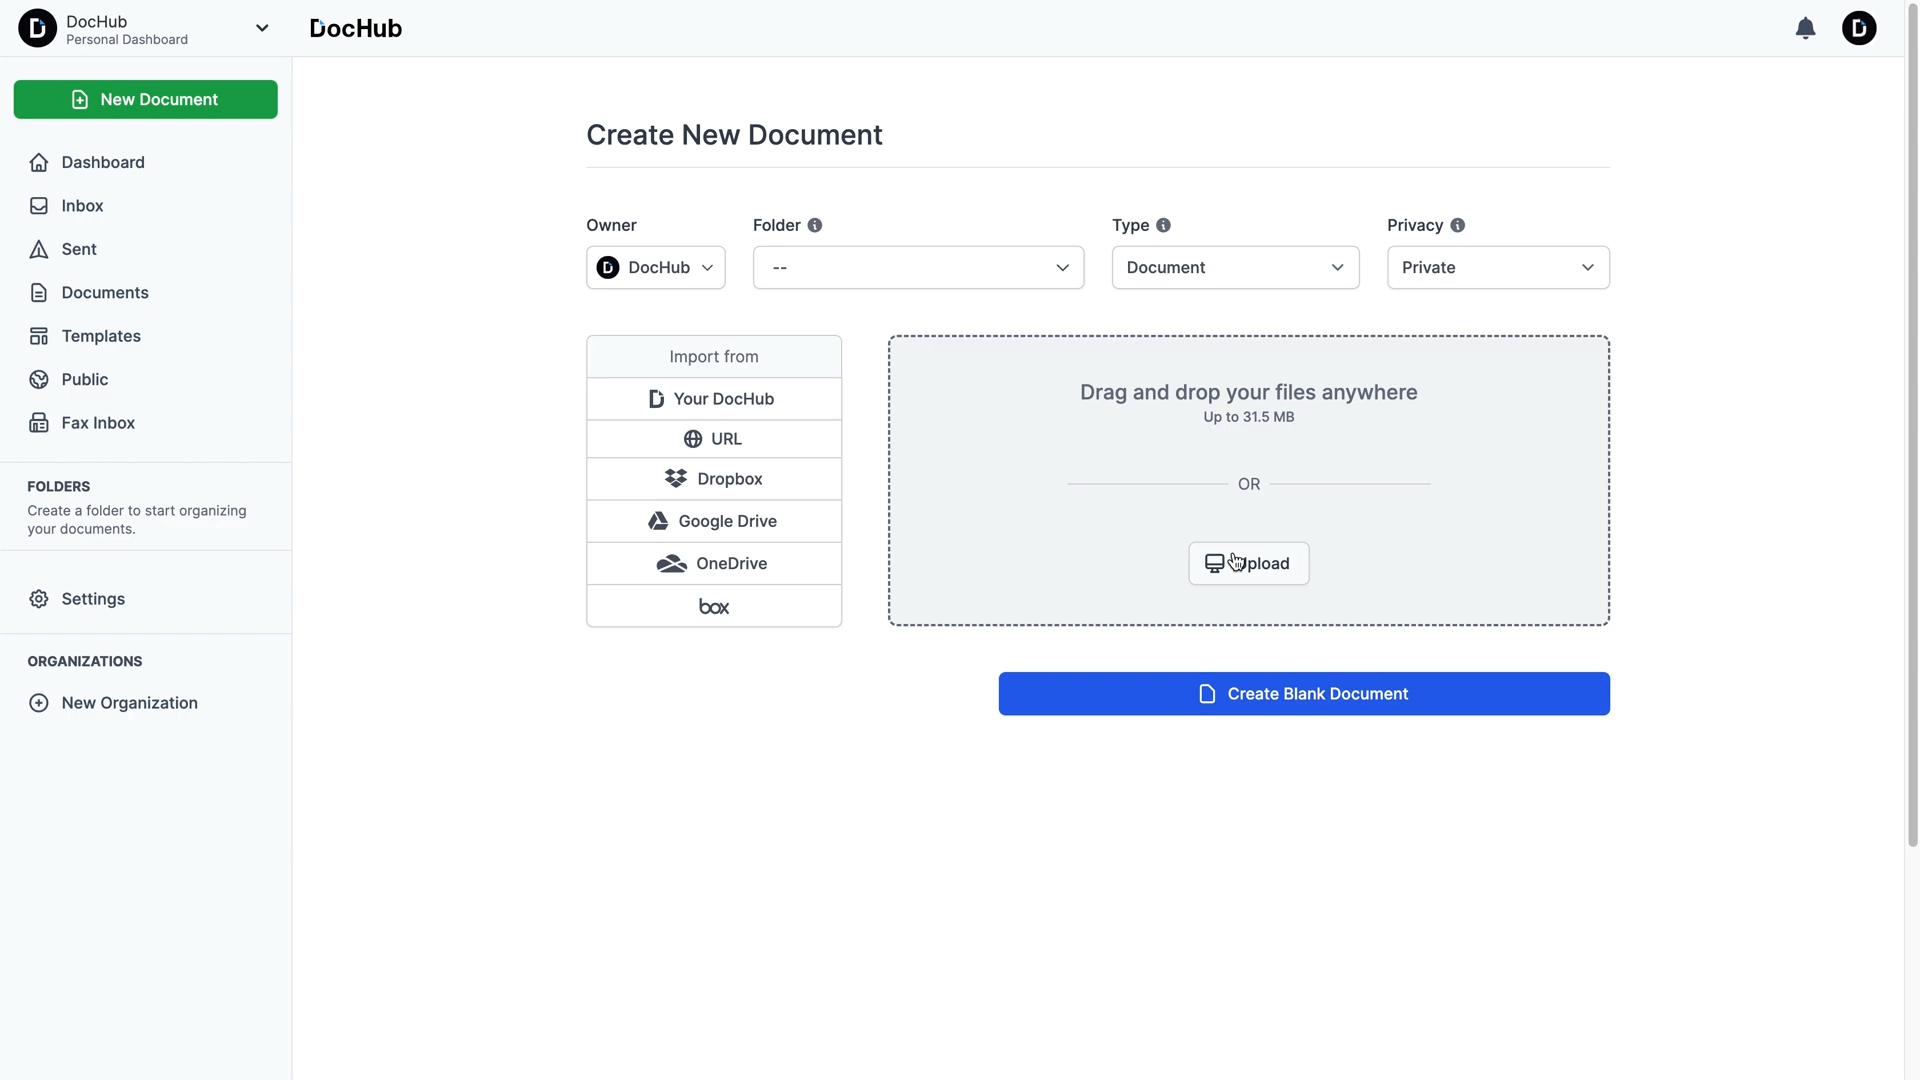 DocHub
Personal Dashboard
DocHub
New Document
Dashboard
Inbox
Sent
Documents
Templates
Public
Fax Inbox
FOLDERS
Create a folder to start organizing
your documents.
Settings
ORGANIZATIONS
New Organization
Create New Document
Owner
Folder
Type
Privacy
DocHub
--
Document
Private
Import from
Your DocHub
URL
Dropbox
Google Drive
OneDrive
box
Drag and drop your files anywhere
Up to 31.5 MB
OR
Upload
Create Blank Document